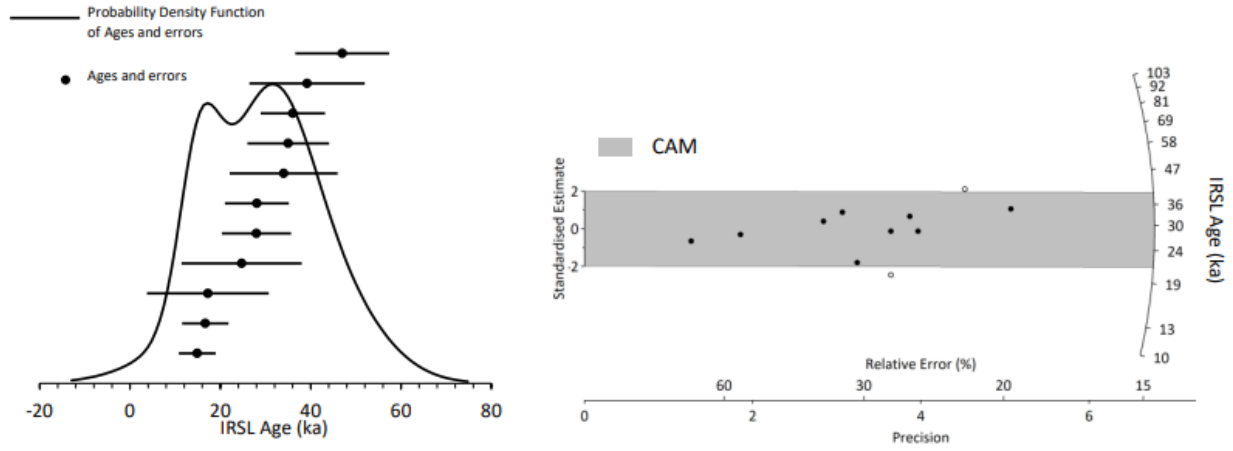 Probability Density Function
of Ages and errors
Ages and errors
-20 0 20 40 60 80
IRSL Age (ka)
CAM
Standardised Estimate
2
0
-2
103
92
81
69
58
47
36
30
24
19
13
10
IRSL Age (ka)
Relative Error (%)
60 30 20 15
0 2 4 6
Precision